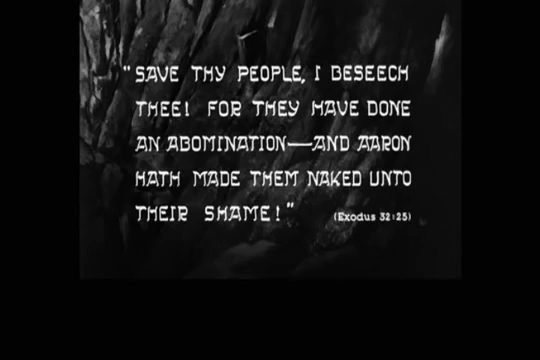 "SAVE THY PEOPLE, I BESEECH
THEE! FOR THEY HAVE DONE
AN ABOMINATION—AND AARON
HATH MADE THEM NAKED UNTO
THEIR SHAME!" (Exodus 32:25)